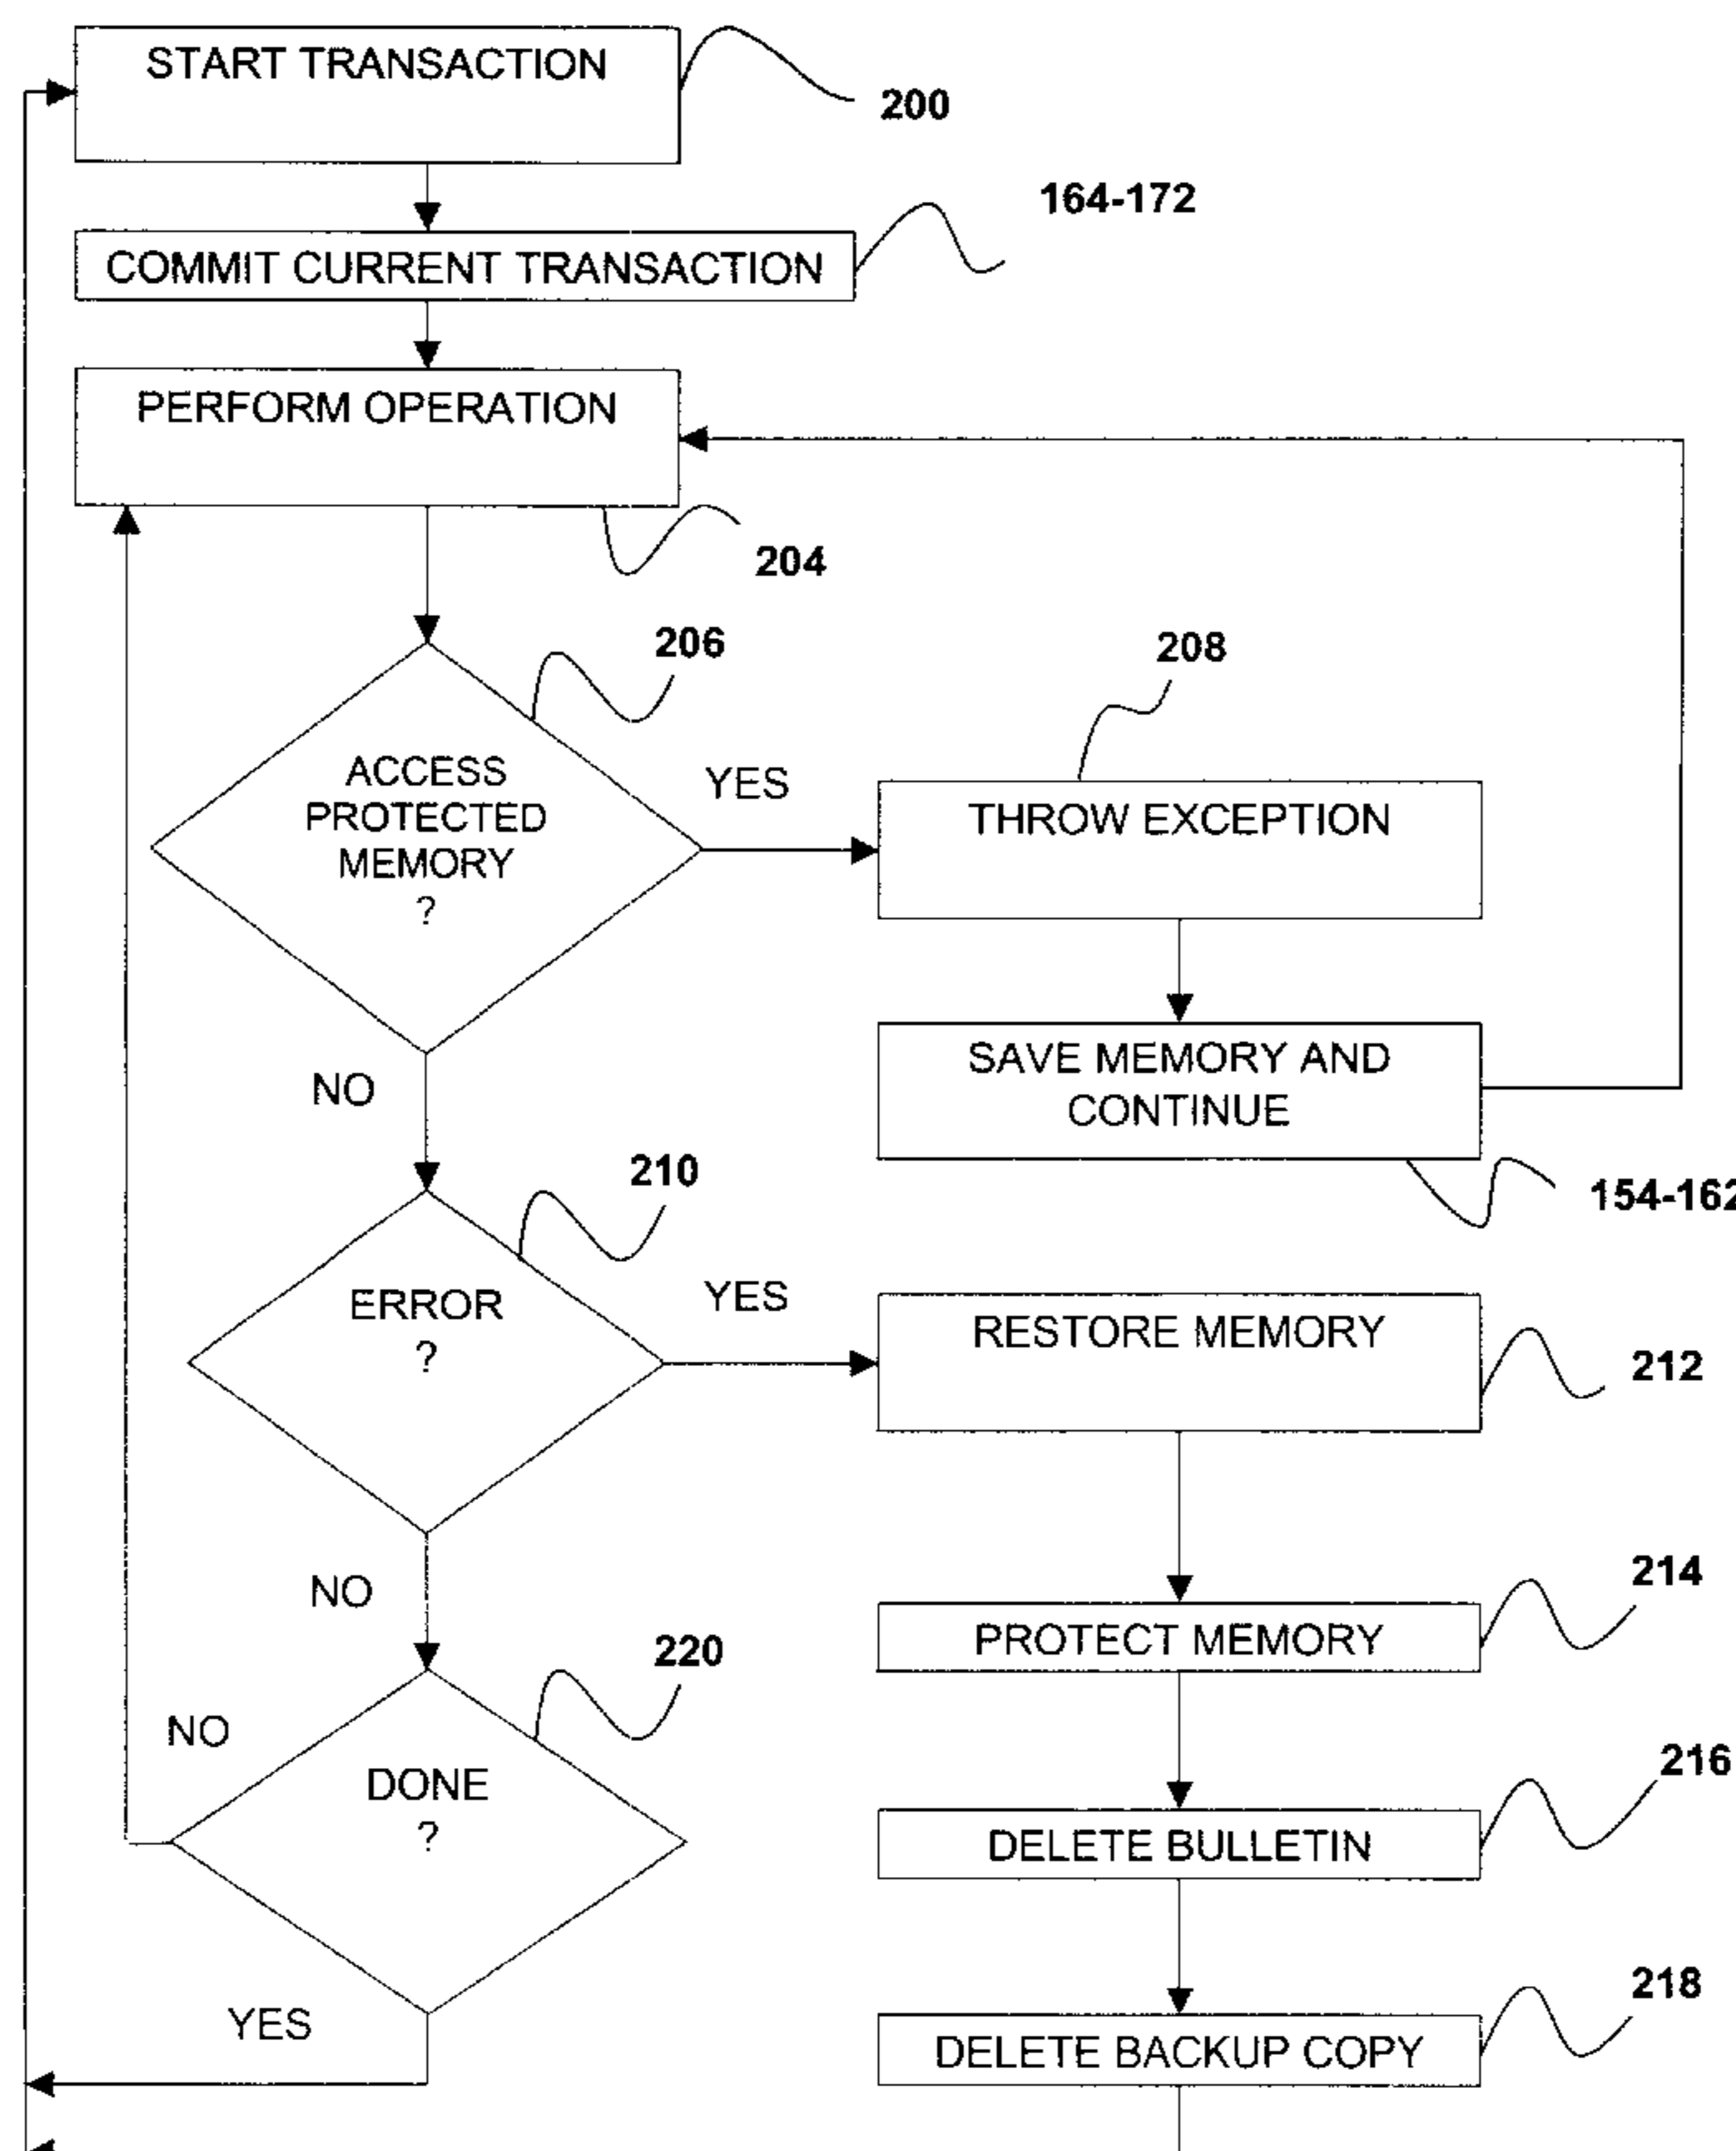 START TRANSACTION
200
164-172
COMMIT CURRENT TRANSACTION
PERFORM OPERATION
204
206
208
ACCESS
PROTECTED
MEMORY
?
YES
THROW EXCEPTION
SAVE MEMORY AND
CONTINUE
NO
154-162
210
ERROR
?
YES
RESTORE MEMORY
212
NO
214
PROTECT MEMORY
220
NO
DONE
?
216
DELETE BULLETIN
218
YES
DELETE BACKUP COPY